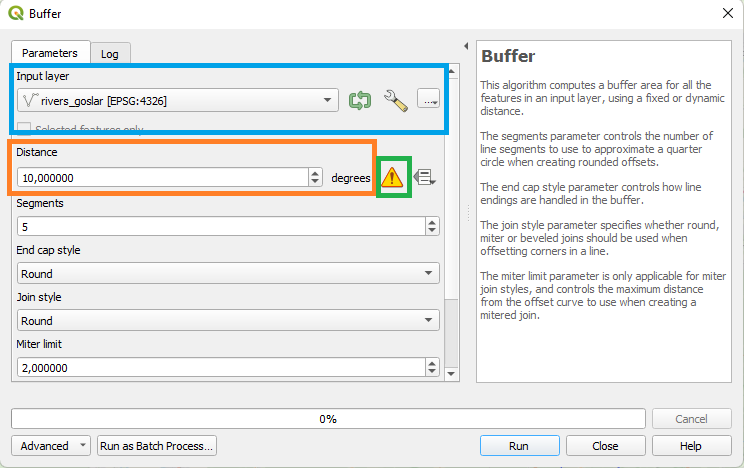 Buffer
Parameters
Log
Input layer
rivers_goslar [EPSG:4326]
...
Selected features only
Distance
10,000000
degrees
Segments
5
End cap style
Round
Join style
Round
Miter limit
2,000000
Buffer
This algorithm computes a buffer area for all the
features in an input layer, using a fixed or dynamic
distance.
The segments parameter controls the number of
line segments to use to approximate a quarter
circle when creating rounded offsets.
The end cap style parameter controls how line
endings are handled in the buffer.
The join style parameter specifies whether round,
miter or beveled joins should be used when
offsetting corners in a line.
The miter limit parameter is only applicable for miter
join styles, and controls the maximum distance
from the offset curve to use when creating a
mitered join.
0%
Cancel
Advanced
Run as Batch Process...
Run
Close
Help